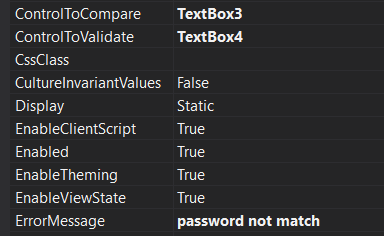 ControlToCompare TextBox3
ControlToValidate TextBox4
CssClass
CultureInvariantValues False
Display Static
EnableClientScript True
Enabled True
EnableTheming True
EnableViewState True
ErrorMessage password not match